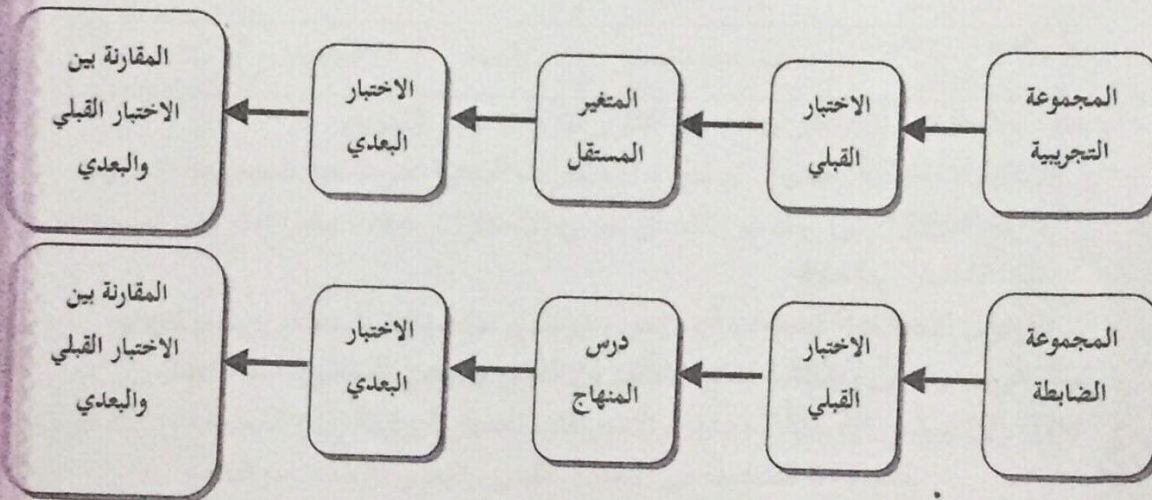 المجموعة
التجريبية
الاختبار
القبلي
المتغير
المستقل
الاختبار
البعدي
المقارنة بين
الاختبار القبلي
والبعدي
المجموعة
الضابطة
الاختبار
القبلي
درس
المنهاج
الاختبار
البعدي
المقارنة بين
الاختبار القبلي
والبعدي